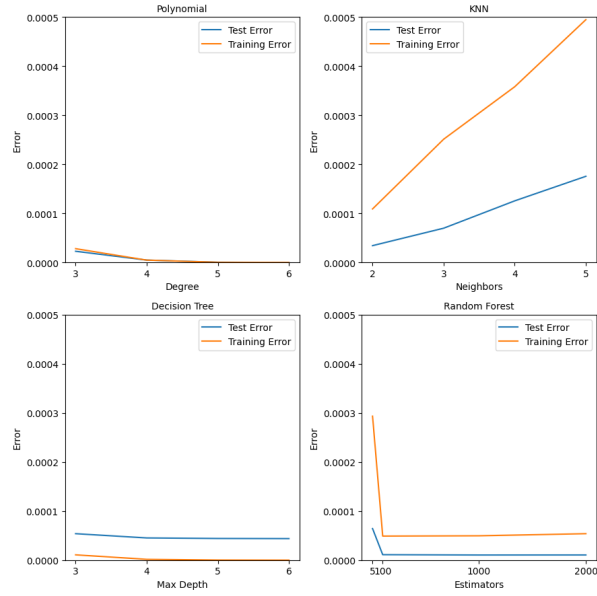 Polynomial
0.0005
0.0004
0.0003
0.0002
0.0001
0.0000
Error
Test Error
Training Error
3 4 5 6
Degree
KNN
0.0005
0.0004
0.0003
0.0002
0.0001
0.0000
Error
Test Error
Training Error
2 3 4 5
Neighbors
Decision Tree
0.0005
0.0004
0.0003
0.0002
0.0001
0.0000
Error
Test Error
Training Error
3 4 5 6
Max Depth
Random Forest
0.0005
0.0004
0.0003
0.0002
0.0001
0.0000
Error
Test Error
Training Error
5 100 1000 2000
Estimators